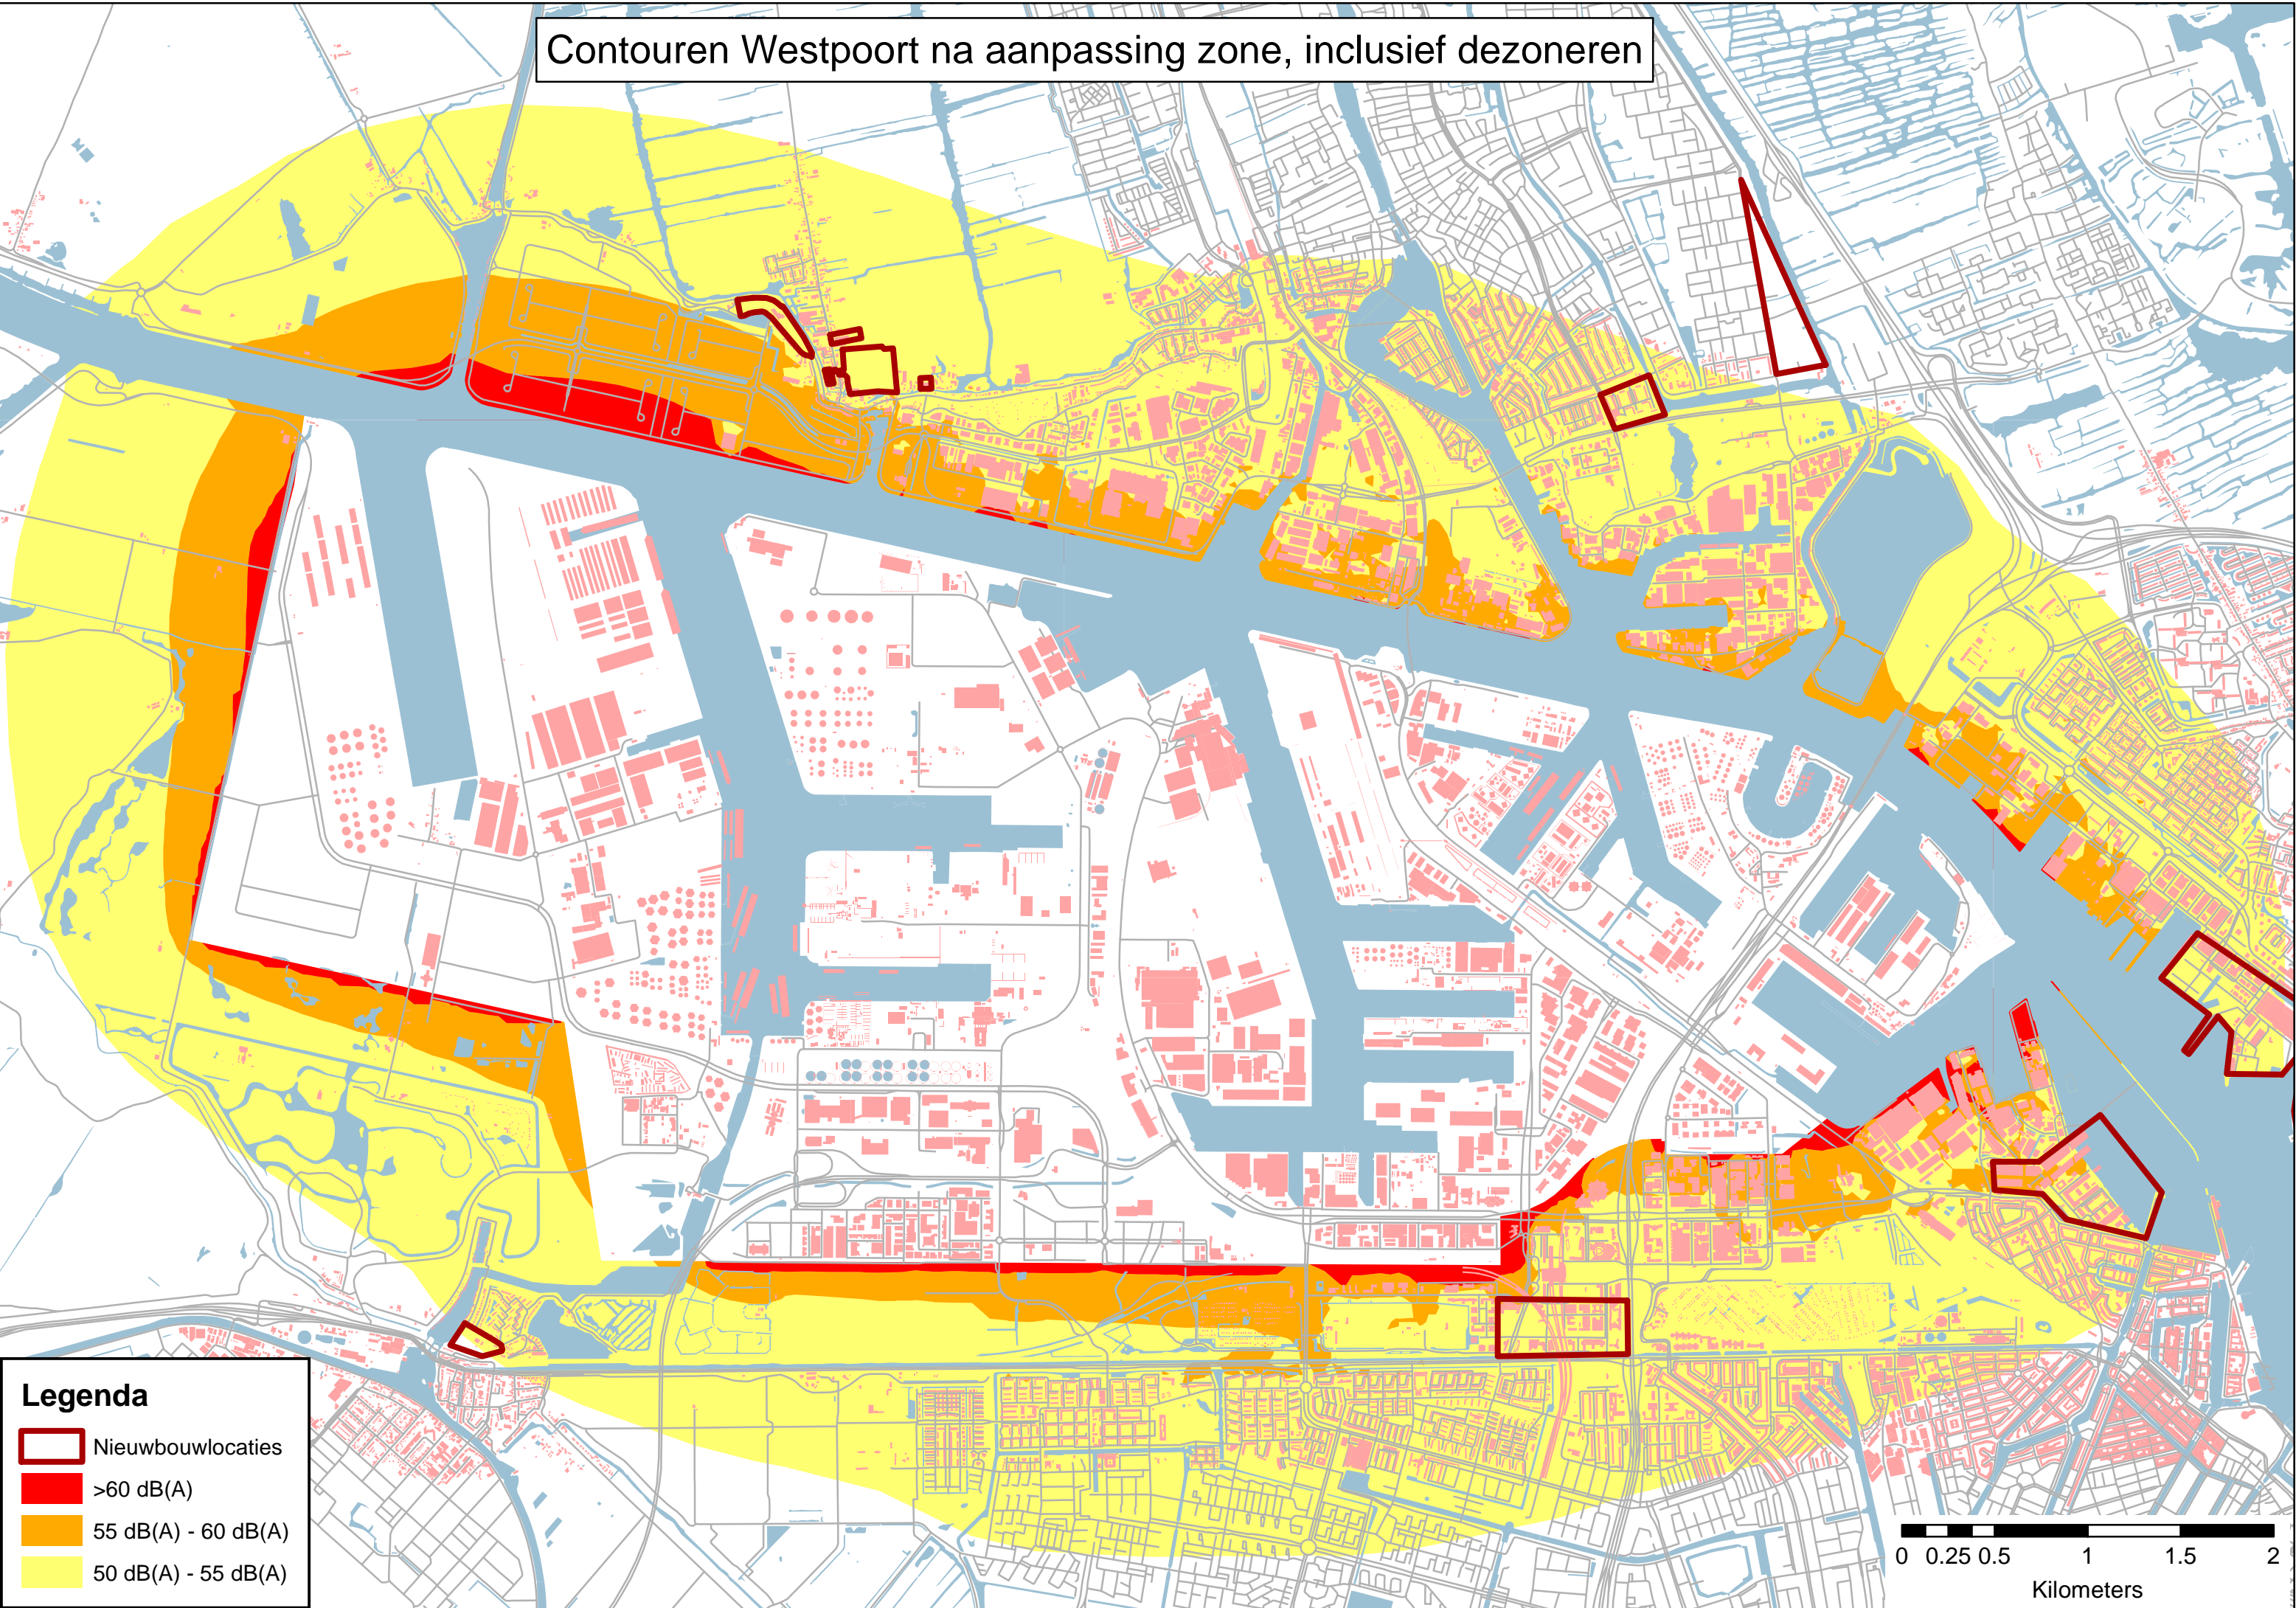 Contouren Westpoort na aanpassing zone, inclusief dezoneren
Legenda
Nieuwbouwlocaties
>60 dB(A)
55 dB(A) - 60 dB(A)
50 dB(A) - 55 dB(A)
0 0.25 0.5 1 1.5 2
Kilometers